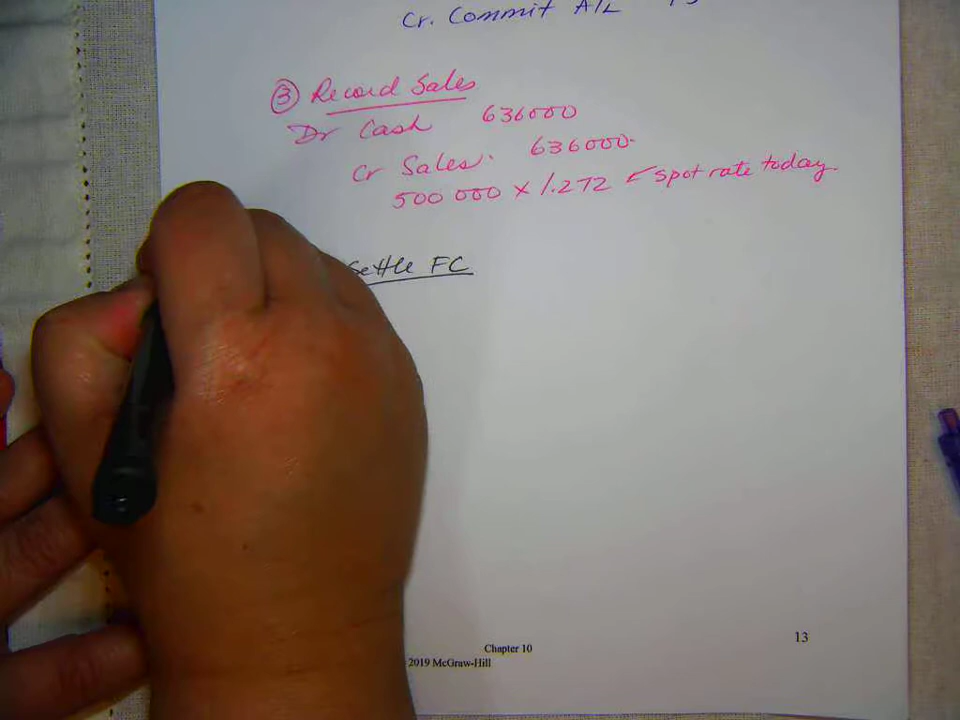 Cr. Commit A/L
③ Record Sales
Dr Cash 636000
Cr Sales. 636000.
500 000 x 1.272 ← spot rate today
Settle FC
13
Chapter 10
2019 McGraw-Hill